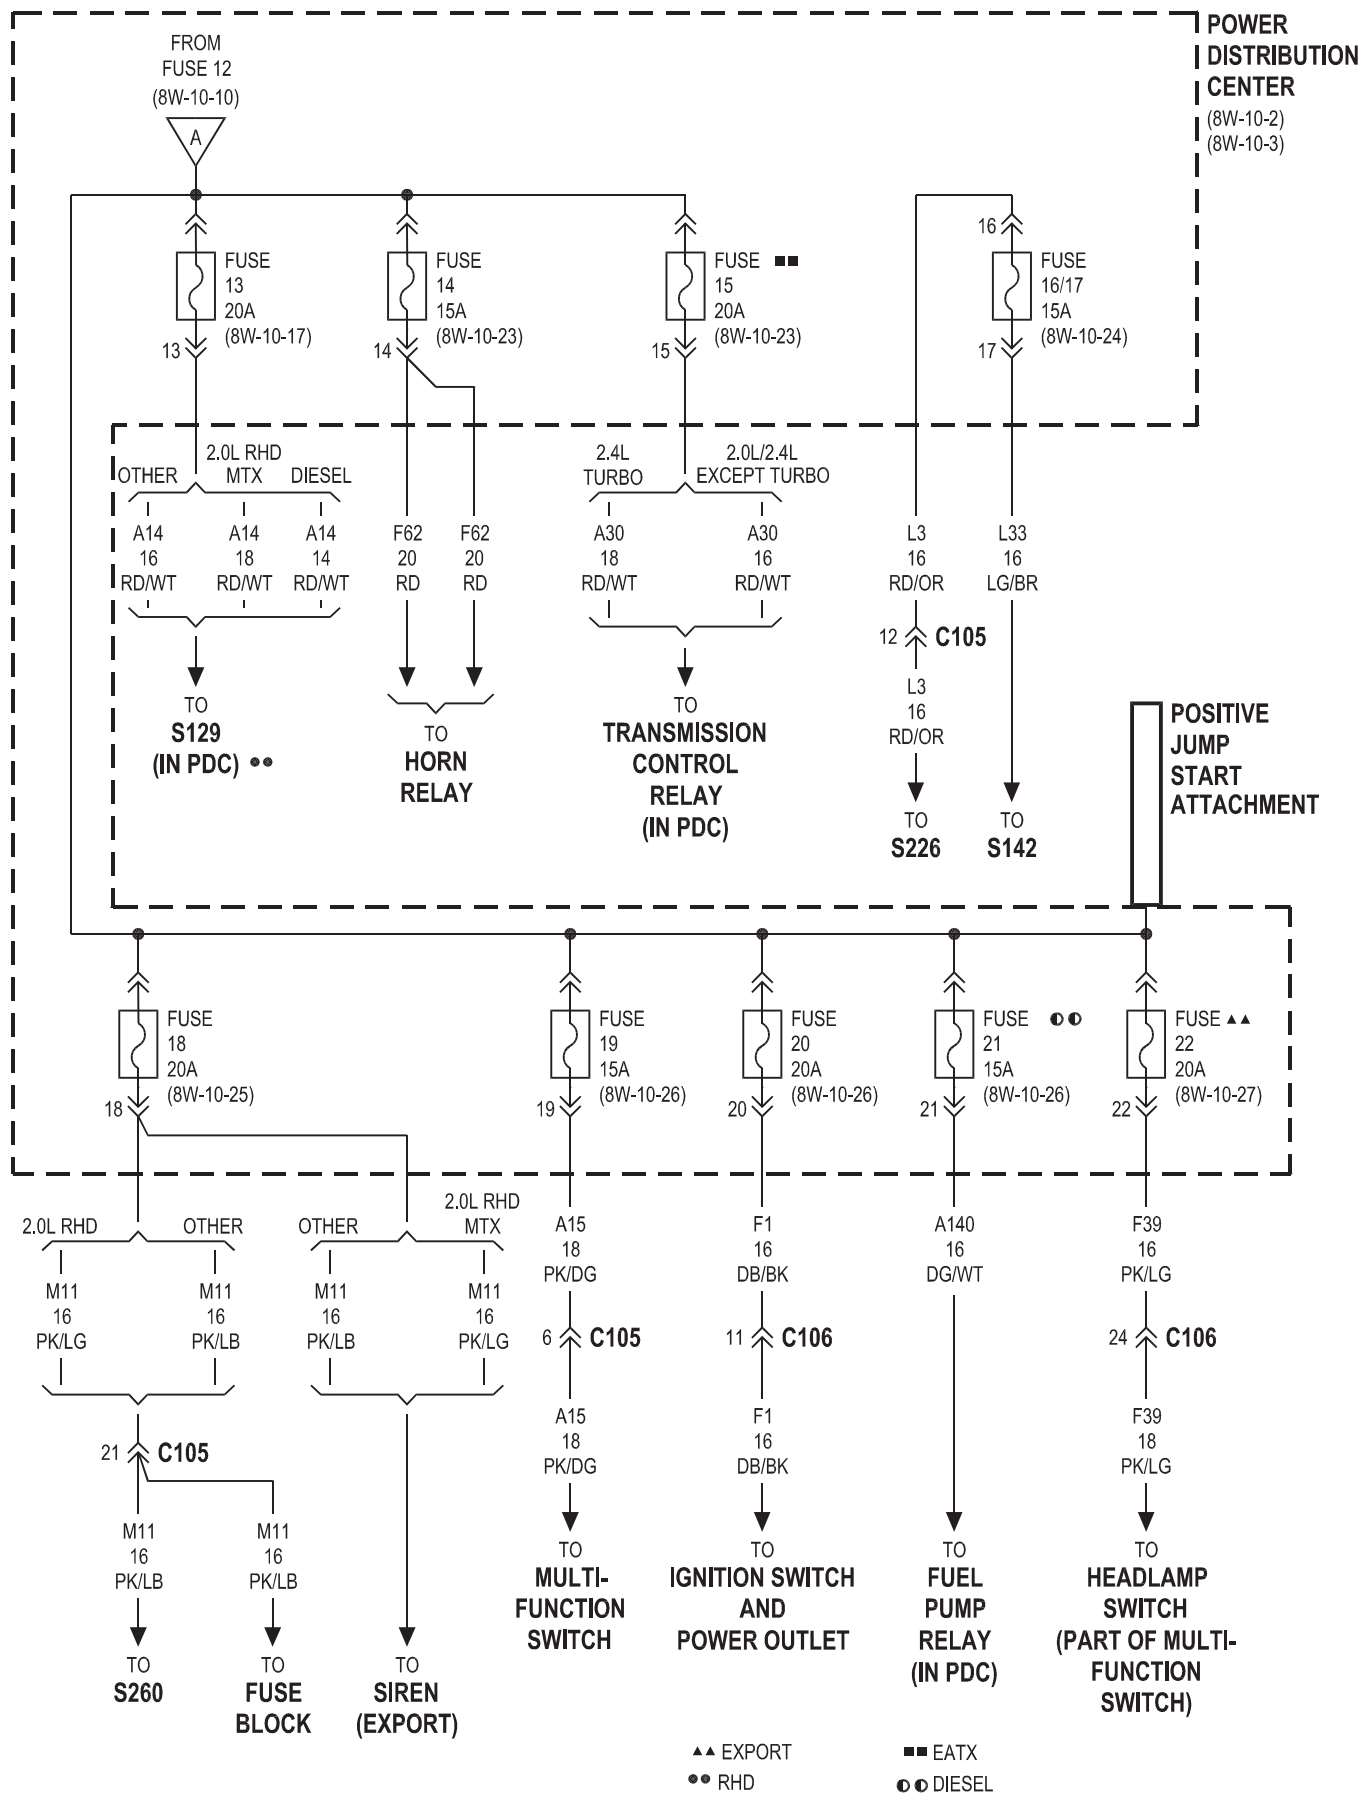 POWER
DISTRIBUTION
CENTER
(8W-10-2)
(8W-10-3)
FROM
FUSE 12
(8W-10-10)
A
FUSE
13
20A
(8W-10-17)
13
FUSE
14
15A
(8W-10-23)
14
FUSE ■■
15
20A
(8W-10-23)
15
16
FUSE
16/17
15A
(8W-10-24)
17
OTHER
2.0L RHD
MTX
DIESEL
A14
16
RD/WT
A14
18
RD/WT
A14
14
RD/WT
TO
S129
(IN PDC) ●●
F62
20
RD
F62
20
RD
TO
HORN
RELAY
2.4L
TURBO
2.0L/2.4L
EXCEPT TURBO
A30
18
RD/WT
A30
16
RD/WT
TO
TRANSMISSION
CONTROL
RELAY
(IN PDC)
L3
16
RD/OR
12 C105
L3
16
RD/OR
TO
S226
L33
16
LG/BR
TO
S142
POSITIVE
JUMP
START
ATTACHMENT
FUSE
18
20A
(8W-10-25)
18
FUSE
19
15A
(8W-10-26)
19
FUSE
20
20A
(8W-10-26)
20
FUSE ◐◐
21
15A
(8W-10-26)
21
FUSE ▲▲
22
20A
(8W-10-27)
22
2.0L RHD
OTHER
M11
16
PK/LG
M11
16
PK/LB
21 C105
M11
16
PK/LB
TO
S260
M11
16
PK/LB
TO
FUSE
BLOCK
OTHER
2.0L RHD
MTX
M11
16
PK/LB
M11
16
PK/LG
TO
SIREN
(EXPORT)
A15
18
PK/DG
6 C105
A15
18
PK/DG
TO
MULTI-
FUNCTION
SWITCH
F1
16
DB/BK
11 C106
F1
16
DB/BK
TO
IGNITION SWITCH
AND
POWER OUTLET
A140
16
DG/WT
TO
FUEL
PUMP
RELAY
(IN PDC)
F39
16
PK/LG
24 C106
F39
18
PK/LG
TO
HEADLAMP
SWITCH
(PART OF MULTI-
FUNCTION
SWITCH)
▲▲ EXPORT
■■ EATX
●● RHD
◐◐ DIESEL